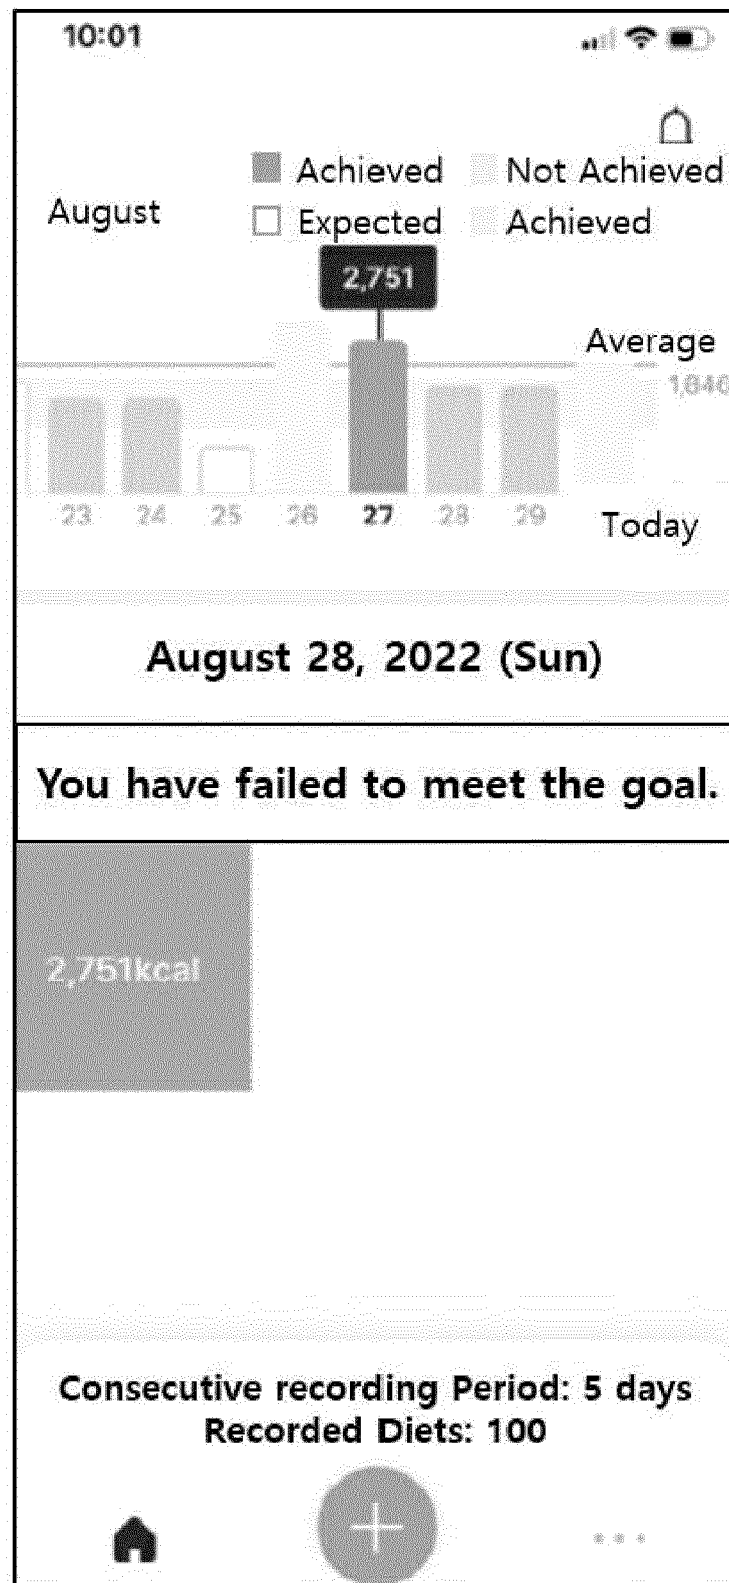 10:01
Achieved Not Achieved
August
Expected Achieved
2,751
Average
1,840
23 24 25 26 27 28 29
Today
August 28, 2022 (Sun)
You have failed to meet the goal.
2,751kcal
Consecutive recording Period: 5 days
Recorded Diets: 100